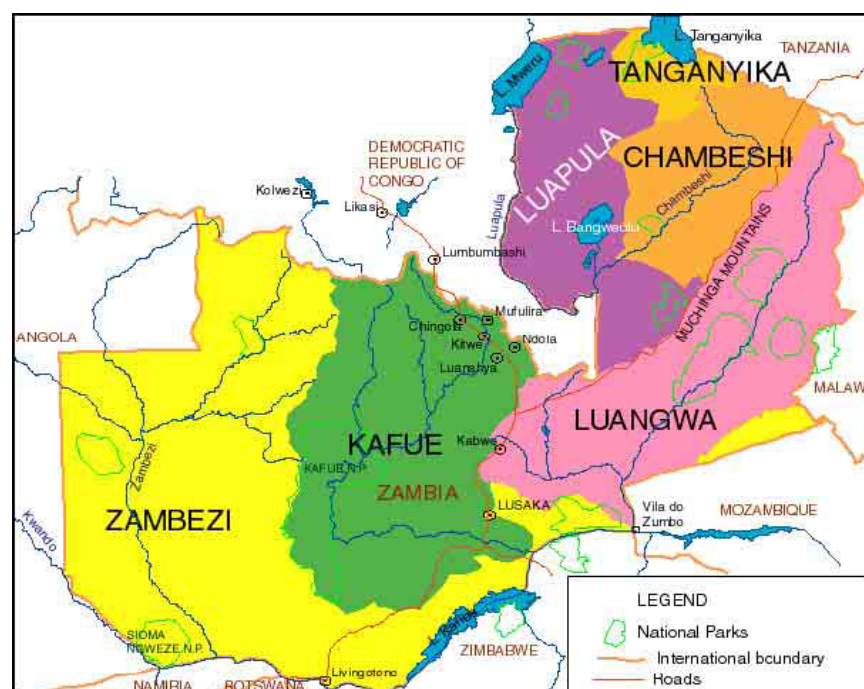 L. Tanganyika
TANZANIA
TANGANYIKA
L. Mweru
DEMOCRATIC
REPUBLIC OF
CONGO
LUAPULA
CHAMBESHI
Kolwezi
Likasi
Luapula
Chambeshi
L. Bangweulu
Lumbumbashi
MUCHINGA MOUNTAINS
Mufulira
Chingola
ANGOLA
Kitwe
Ndola
Luanshya
MALAW
LUANGWA
KAFUE
Kabwe
Zambezi
KAFUE N.P.
ZAMBIA
LUSAKA
Vila do
Zumbo
MOZAMBIQUE
ZAMBEZI
Kwando
LEGEND
National Parks
International boundary
Roads
Kariba
SIOMA
NGWEZE N.P.
ZIMBABWE
Livingstone
NAMIBIA
BOTSWANA